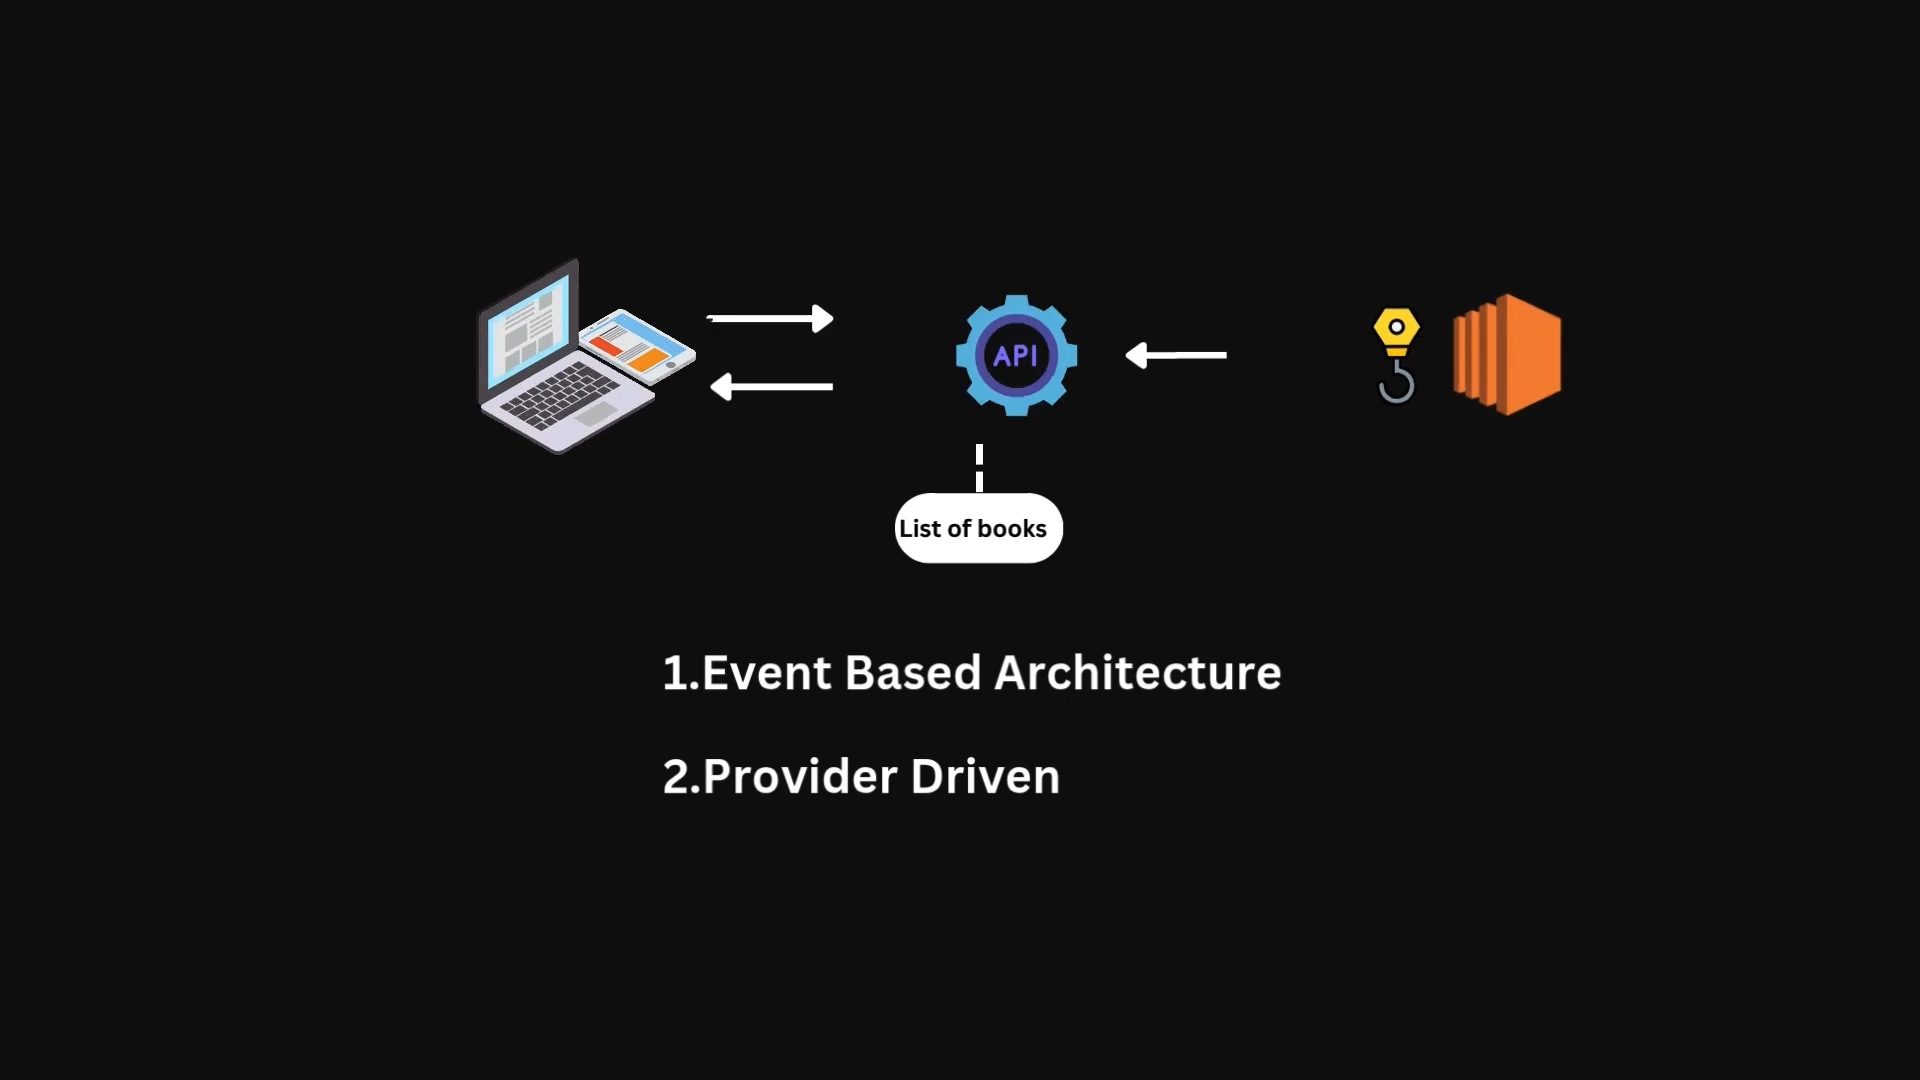 API
List of books
1.Event Based Architecture
2.Provider Driven